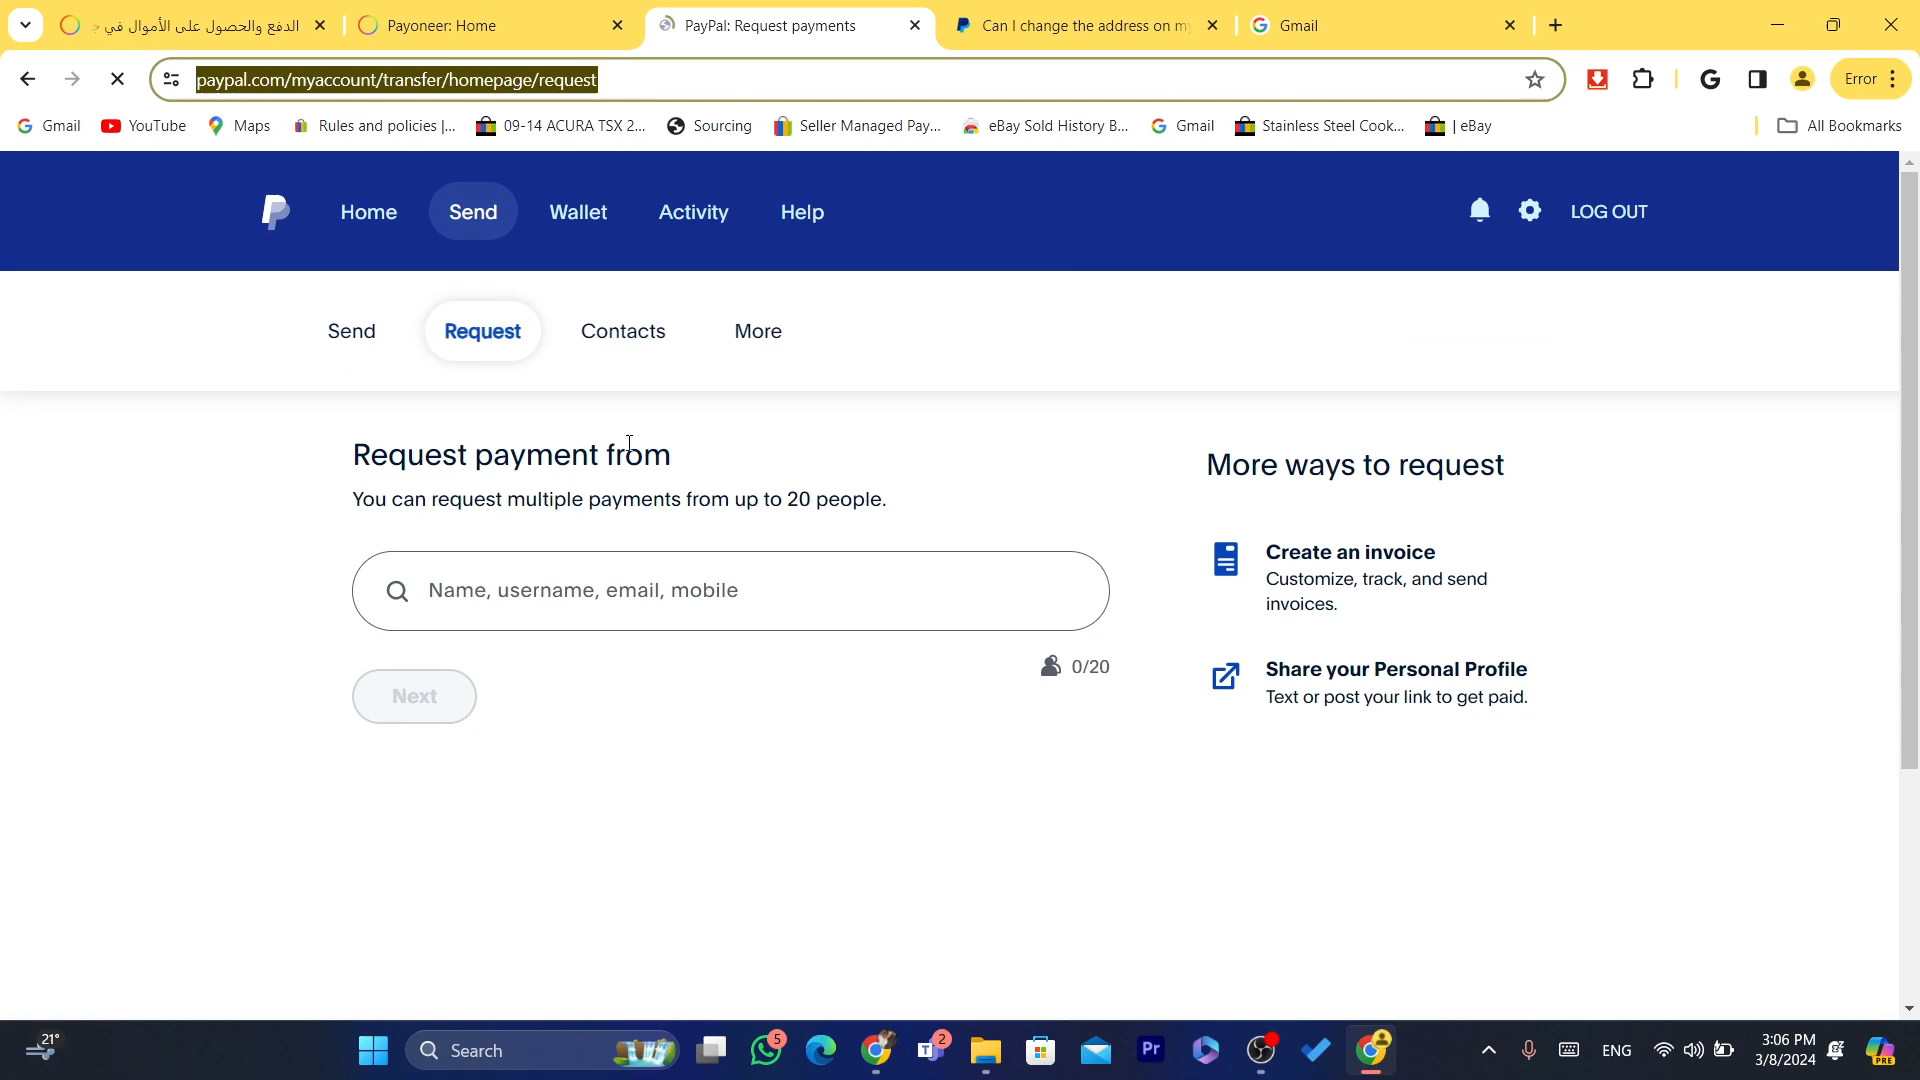 الدفع والحصول على الأموال في
Payoneer: Home
PayPal: Request payments
Can I change the address on my
Gmail
paypal.com/myaccount/transfer/homepage/request
Error
Gmail
YouTube
Maps
Rules and policies |...
09-14 ACURA TSX 2...
Sourcing
Seller Managed Pay...
eBay Sold History B...
Gmail
Stainless Steel Cook...
| eBay
All Bookmarks
Home
Send
Wallet
Activity
Help
LOG OUT
Send
Request
Contacts
More
Request payment from
You can request multiple payments from up to 20 people.
Name, username, email, mobile
0/20
Next
More ways to request
Create an invoice
Customize, track, and send
invoices.
Share your Personal Profile
Text or post your link to get paid.
21°
Search
5
2
Pr
ENG
3:06 PM
3/8/2024
PRE